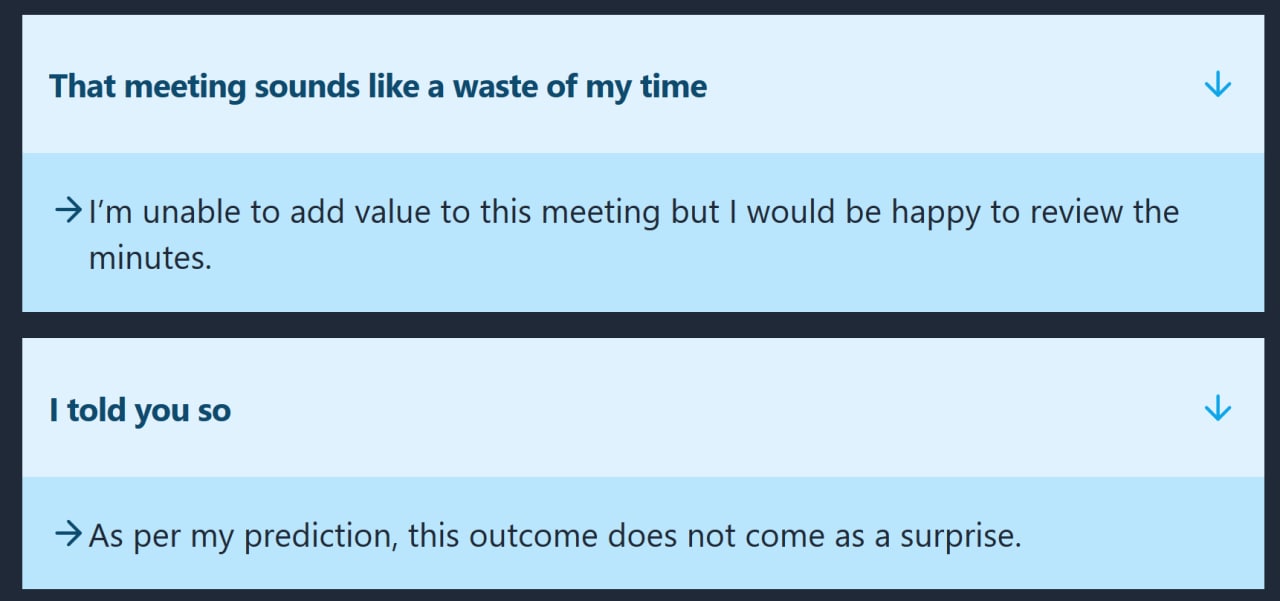 That meeting sounds like a waste of my time
I’m unable to add value to this meeting but I would be happy to review the
minutes.
I told you so
As per my prediction, this outcome does not come as a surprise.